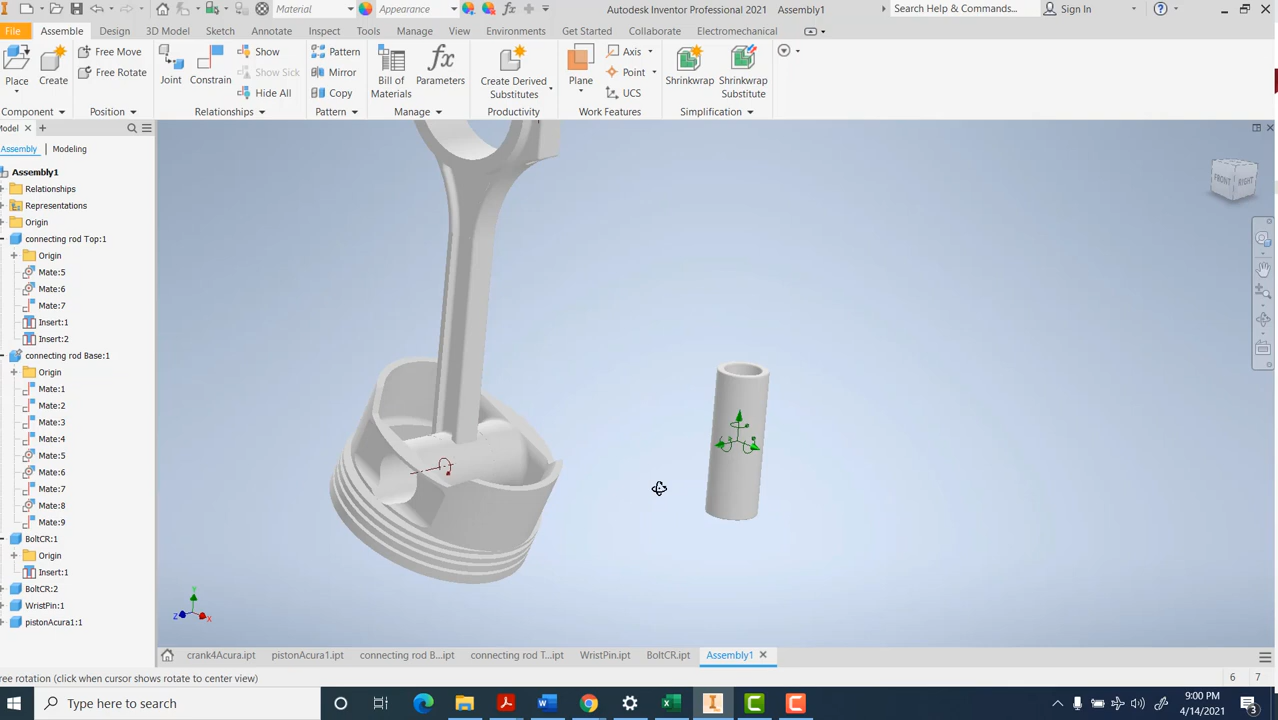 Material
Appearance
Autodesk Inventor Professional 2021 Assembly1
Search Help & Commands...
Sign In
File
Assemble
Design
3D Model
Sketch
Annotate
Inspect
Tools
Manage
View
Environments
Get Started
Collaborate
Electromechanical
Place
Create
Free Move
Free Rotate
Joint
Constrain
Show
Show Sick
Hide All
Pattern
Mirror
Copy
Bill of
Materials
Parameters
Create Derived
Substitutes
Plane
Axis
Point
UCS
Shrinkwrap
Shrinkwrap
Substitute
Component
Position
Relationships
Pattern
Manage
Productivity
Work Features
Simplification
Model
Assembly
Modeling
Assembly1
Relationships
Representations
Origin
connecting rod Top:1
Origin
Mate:5
Mate:6
Mate:7
Insert:1
Insert:2
connecting rod Base:1
Origin
Mate:1
Mate:2
Mate:3
Mate:4
Mate:5
Mate:6
Mate:7
Mate:8
Mate:9
BoltCR:1
Origin
Insert:1
BoltCR:2
WristPin:1
pistonAcura1:1
FRONT
RIGHT
Y
Z
X
crank4Acura.ipt
pistonAcura1.ipt
connecting rod B...ipt
connecting rod T...ipt
WristPin.ipt
BoltCR.ipt
Assembly1
ree rotation (click when cursor shows rotate to center view)
6
7
Type here to search
9:00 PM
4/14/2021
3